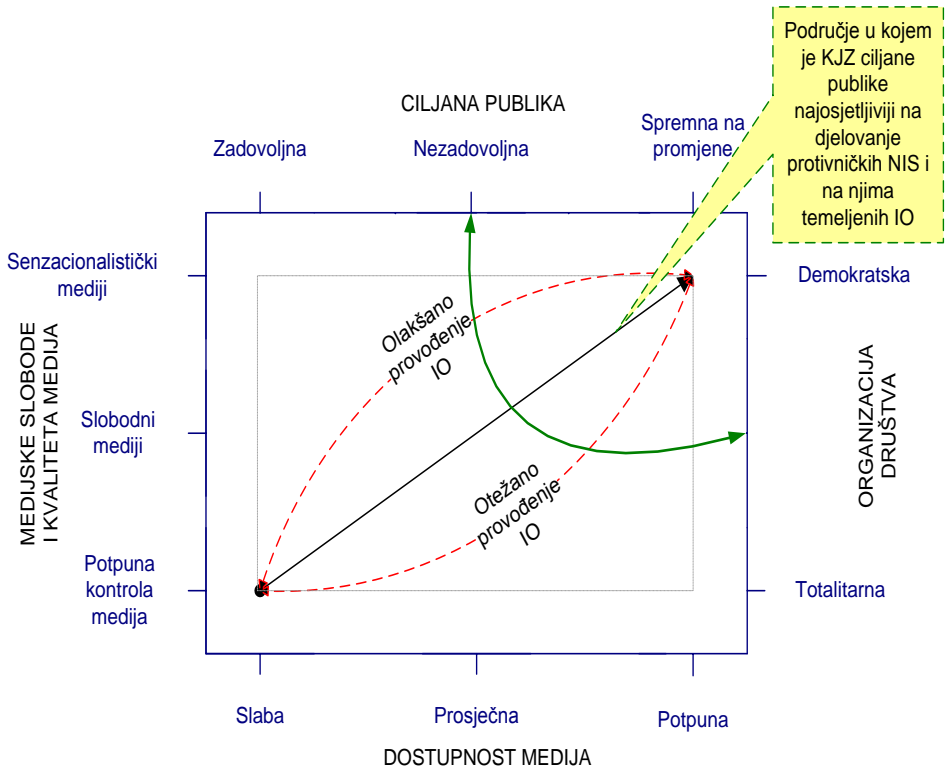 Područje u kojem
je KJZ ciljane
publike
najosjetljiviji na
djelovanje
protivničkih NIS i
na njima
temeljenih IO
CILJANA PUBLIKA
Zadovoljna
Nezadovoljna
Spremna na
promjene
MEDIJSKE SLOBODE
I KVALITETA MEDIJA
Senzacionalistički
mediji
Slobodni
mediji
Potpuna
kontrola
medija
Olakšano
provođenje
IO
Otežano
provođenje
IO
Demokratska
Totalitarna
ORGANIZACIJA
DRUŠTVA
Slaba
Prosječna
Potpuna
DOSTUPNOST MEDIJA